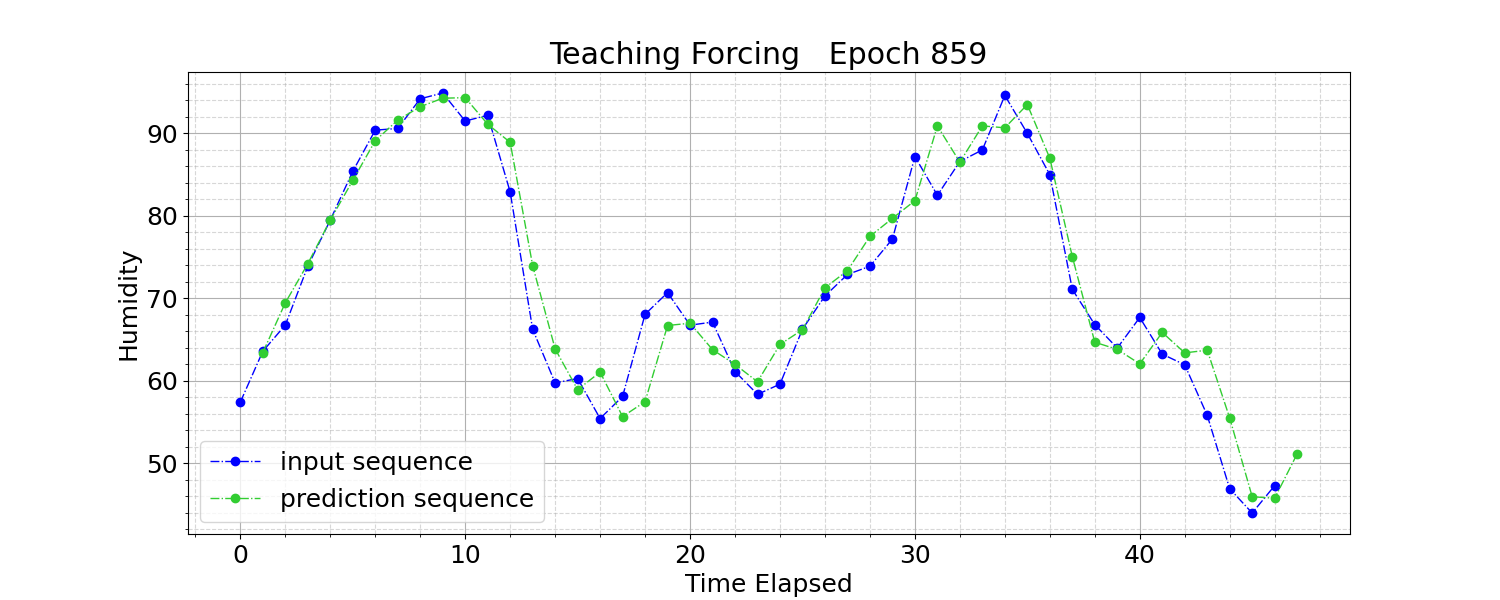 Teaching Forcing   Epoch 859
Humidity
90
80
70
60
50
input sequence
prediction sequence
0 10 20 30 40
Time Elapsed